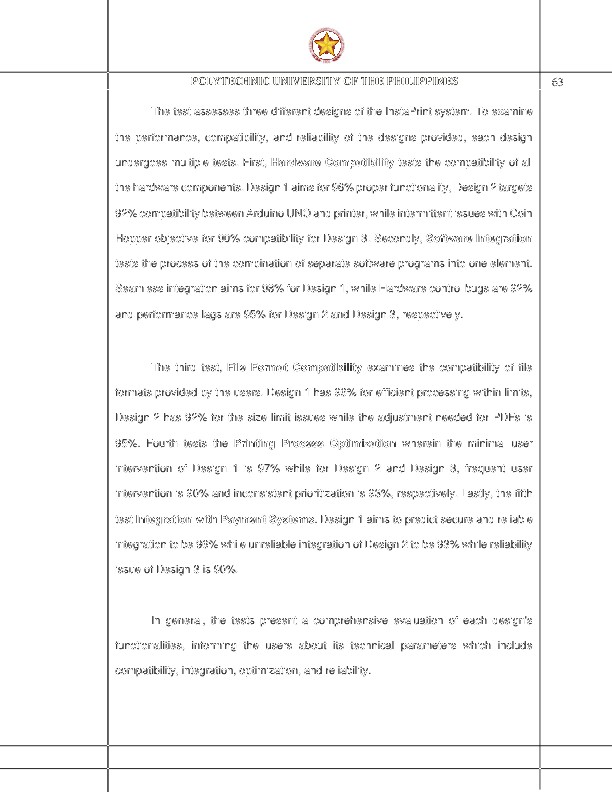 POLYTECHNIC UNIVERSITY OF THE PHILIPPINES
63
The test assesses three different designs of the InstaPrint system. To examine
the performance, compatibility, and reliability of the designs provided, each design
undergoes multiple tests. First, Hardware Compatibility tests the compatibility of all
the hardware components. Design 1 aims for 96% proper functionality, Design 2 targets
92% compatibility between Arduino UNO and printer, while intermittent issues with Coin
Hopper objective for 90% compatibility for Design 3. Secondly, Software Integration
tests the process of the combination of separate software programs into one element.
Seamless integration aims for 98% for Design 1, while Hardware control bugs are 92%
and performance lags are 95% for Design 2 and Design 3, respectively.
The third test, File Format Compatibility examines the compatibility of file
formats provided by the users. Design 1 has 98% for efficient processing within limits,
Design 2 has 92% for the size limit issues while the adjustment needed for PDFs is
95%. Fourth tests the Printing Process Optimization wherein the minimal user
intervention of Design 1 is 97% while for Design 2 and Design 3, frequent user
intervention is 90% and inconsistent prioritization is 93%, respectively. Lastly, the fifth
test Integration with Payment Systems. Design 1 aims to predict secure and reliable
integration to be 99% while unreliable integration of Design 2 to be 93% while reliability
issue of Design 3 is 90%.
In general, the tests present a comprehensive evaluation of each design's
functionalities, informing the users about its technical parameters which include
compatibility, integration, optimization, and reliability.